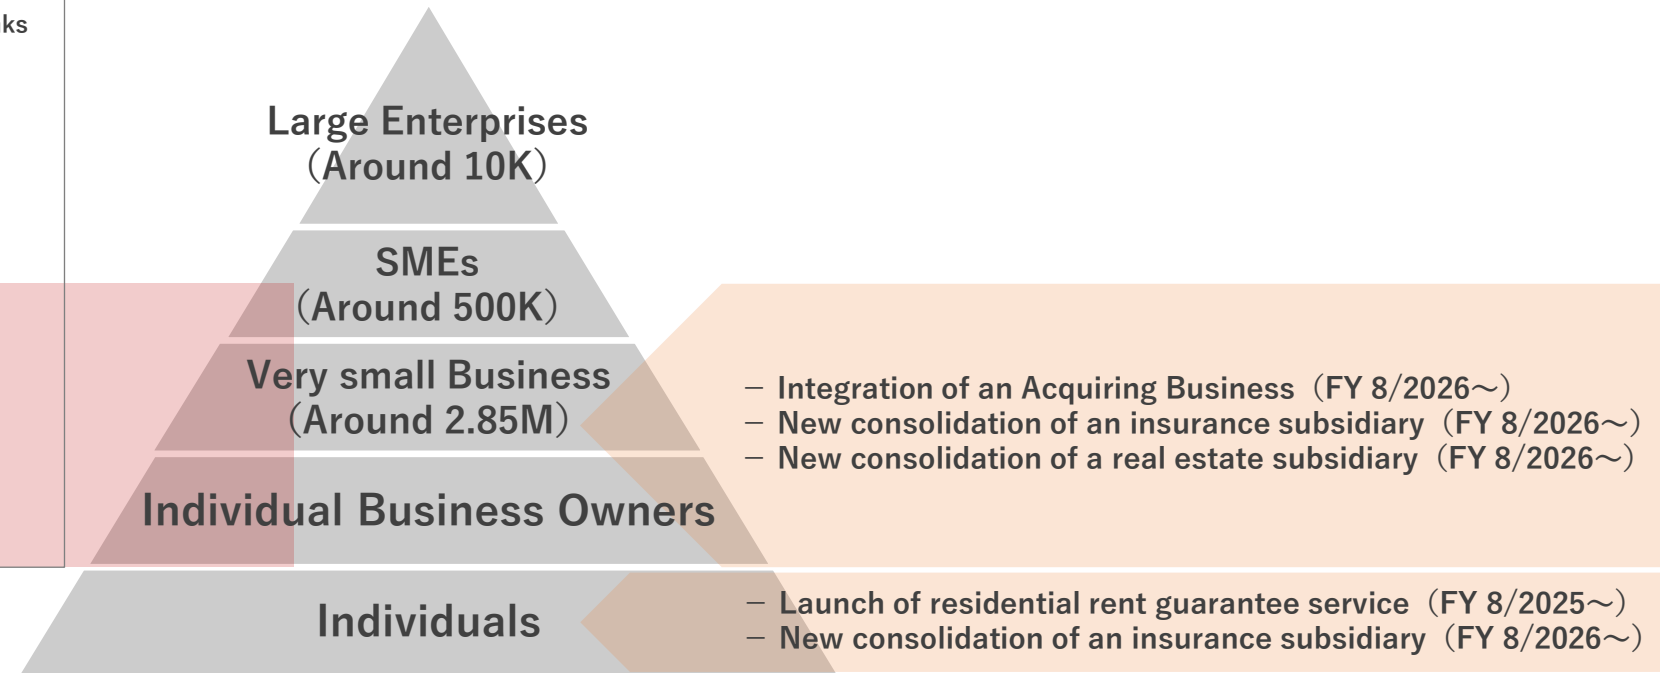 Large Enterprises
（Around 10K）
SMEs
（Around 500K）
Very small Business
（Around 2.85M）
Individual Business Owners
Individuals
− Integration of an Acquiring Business（FY 8/2026～）
− New consolidation of an insurance subsidiary（FY 8/2026～）
− New consolidation of a real estate subsidiary（FY 8/2026～）
− Launch of residential rent guarantee service（FY 8/2025～）
− New consolidation of an insurance subsidiary（FY 8/2026～）